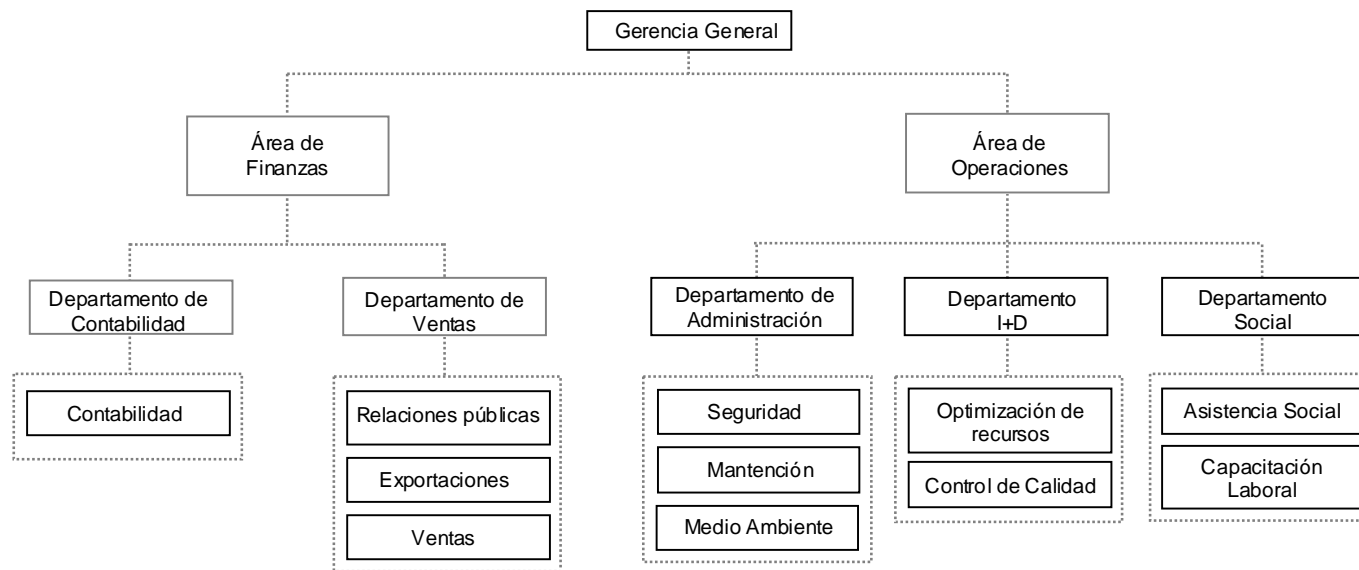 Gerencia General
Área de
Finanzas
Área de
Operaciones
Departamento de
Contabilidad
Departamento de
Ventas
Departamento de
Administración
Departamento
I+D
Departamento
Social
Contabilidad
Relaciones públicas
Exportaciones
Ventas
Seguridad
Mantención
Medio Ambiente
Optimización de
recursos
Control de Calidad
Asistencia Social
Capacitación
Laboral